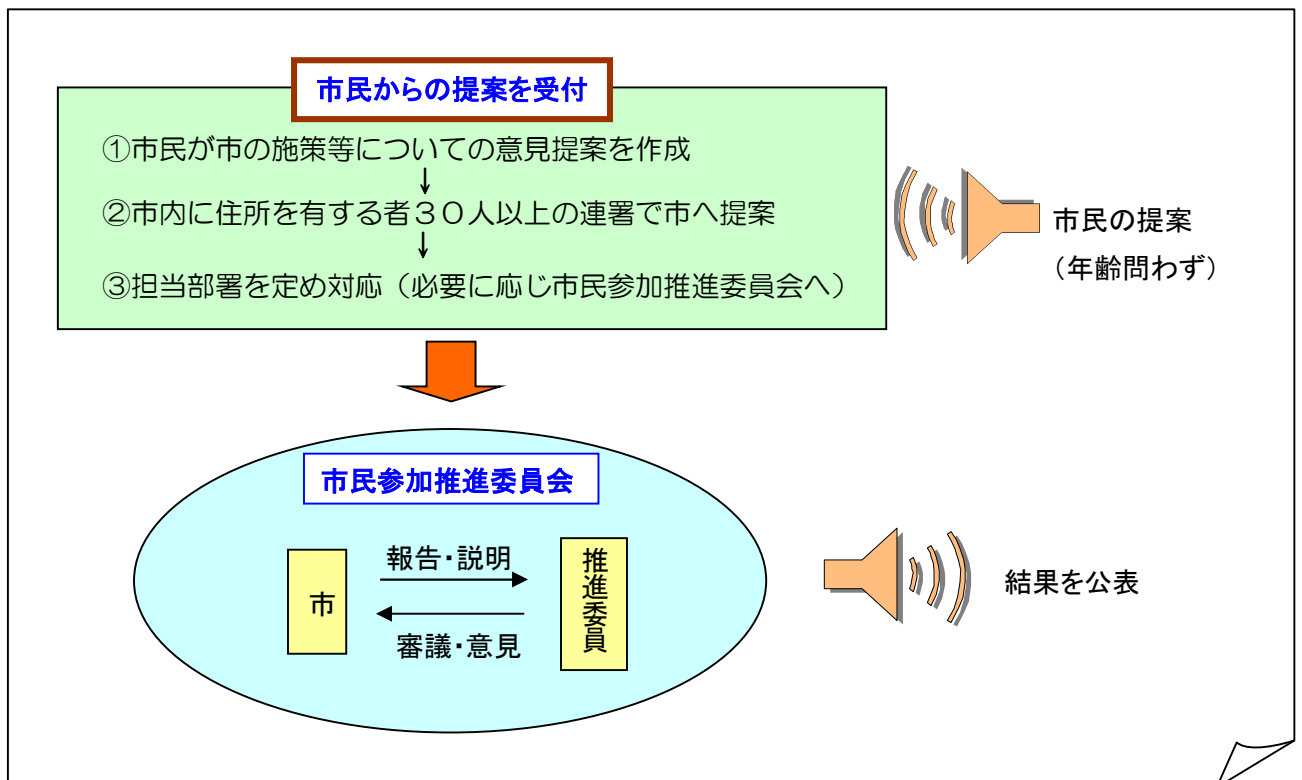 市民からの提案を受付
①市民が市の施策等についての意見提案を作成
↓
②市内に住所を有する者３０人以上の連署で市へ提案
↓
③担当部署を定め対応（必要に応じ市民参加推進委員会へ）
市民の提案
（年齢問わず）
市民参加推進委員会
市
報告・説明
審議・意見
推進委員
結果を公表